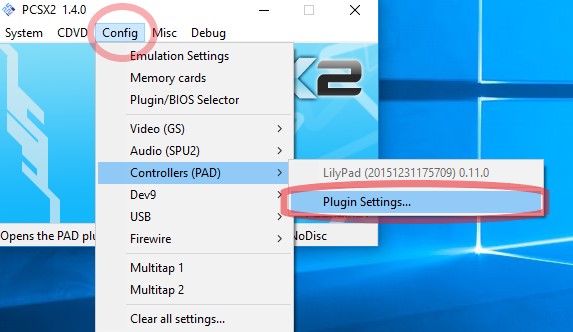 PCSX2 1.4.0
System CDVD Config Misc Debug
Emulation Settings
Memory cards
Plugin/BIOS Selector
Video (GS)
Audio (SPU2)
Controllers (PAD)
LilyPad (20151231175709) 0.11.0
Dev9
Plugin Settings...
USB
Opens the PAD plu
Firewire
NoDisc
Multitap 1
Multitap 2
Clear all settings...